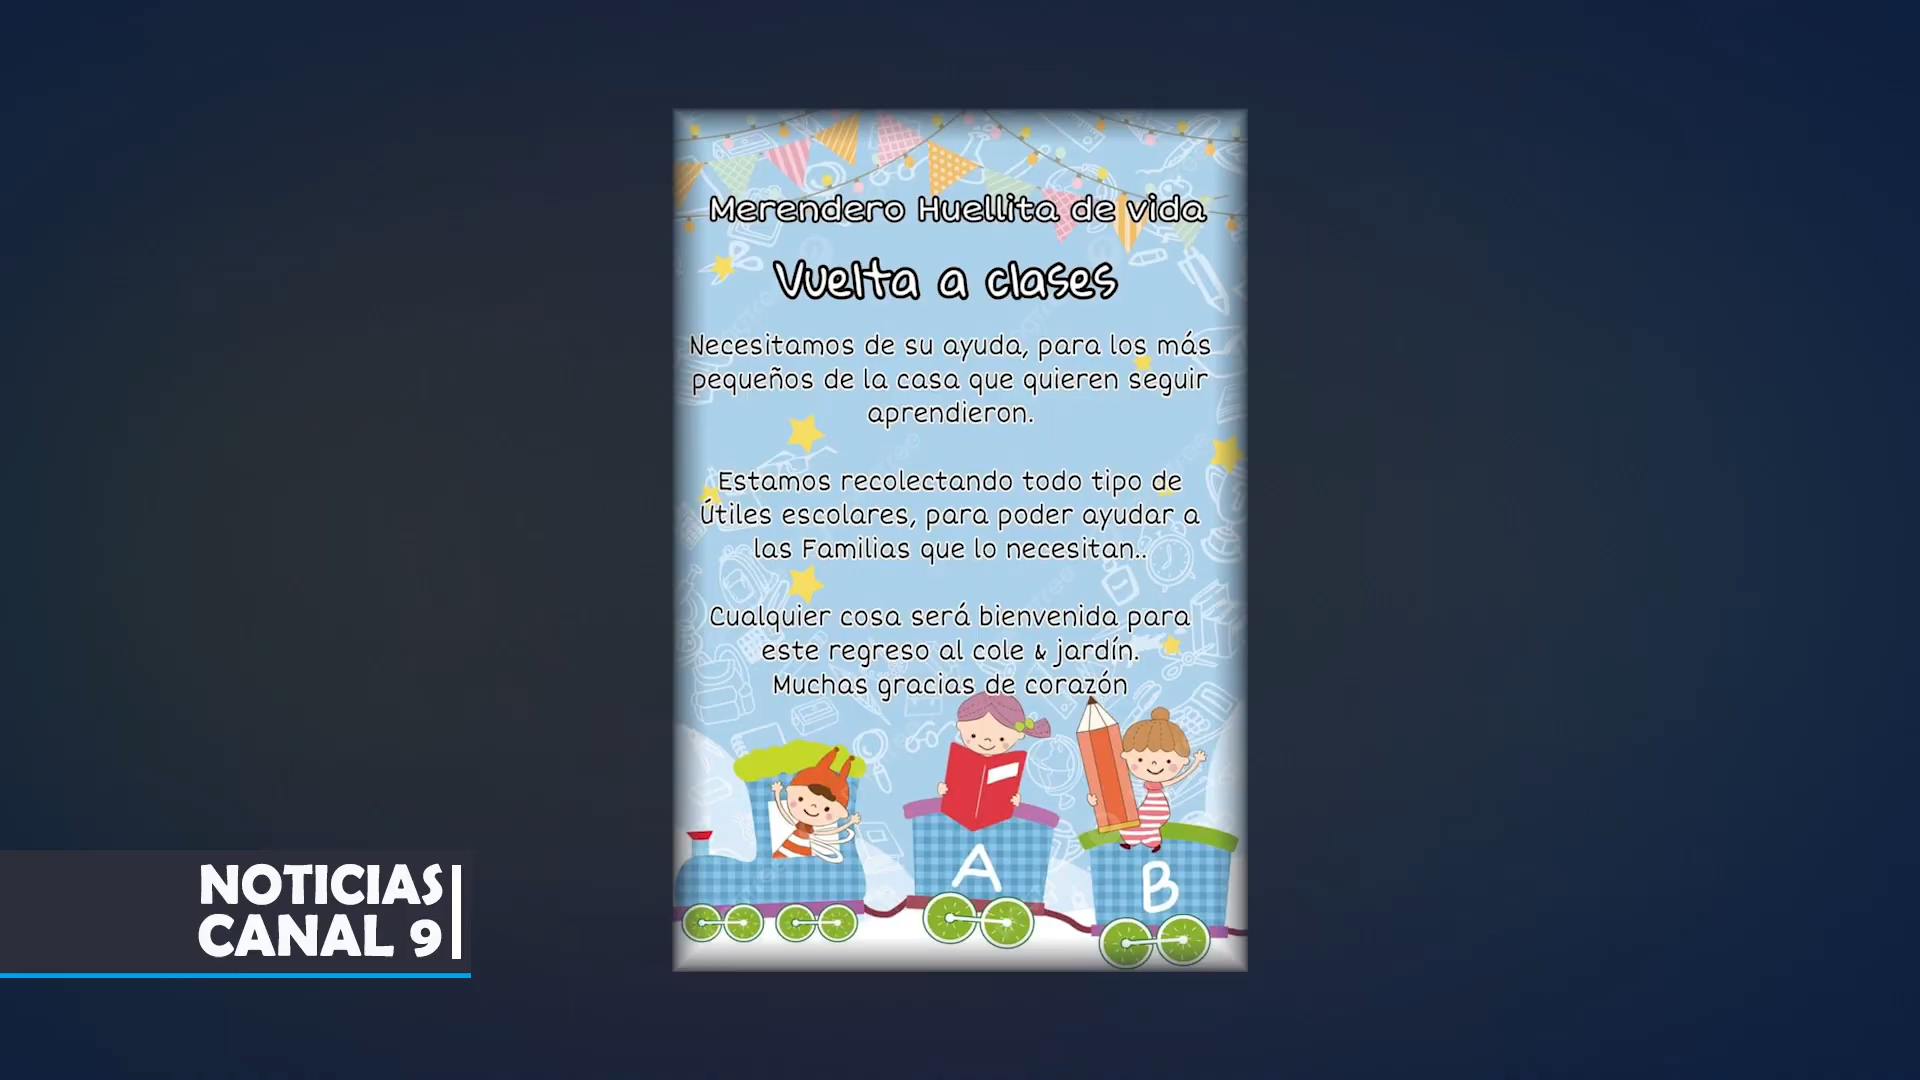 Merendero Huellita de vida
Vuelta a clases
Necesitamos de su ayuda, para los más
pequeños de la casa que quieren seguir
aprendieron.
Estamos recolectando todo tipo de
Útiles escolares, para poder ayudar a
las Familias que lo necesitan..
Cualquier cosa será bienvenida para
este regreso al cole & jardín.
Muchas gracias de corazón
A
B
NOTICIAS
CANAL 9